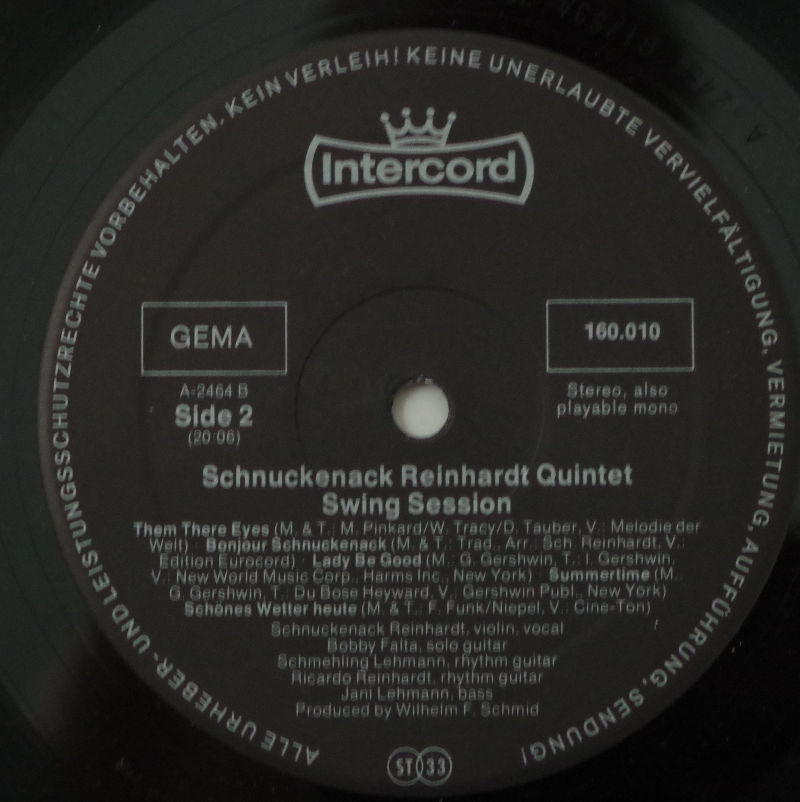 ALLE URHEBER- UND LEISTUNGSSCHUTZRECHTE VORBEHALTEN, KEIN VERLEIH! KEINE UNERLAUBTE VERVIELFÄLTIGUNG, VERMIETUNG, AUFFÜHRUNG, SENDUNG!
Intercord
GEMA
160.010
A-2464 B
Side 2
(20:06)
Stereo, also
playable mono
Schnuckenack Reinhardt Quintet
Swing Session
Them There Eyes (M. & T.: M. Pinkard/W. Tracy/D. Tauber, V.: Melodie der
Welt) · Bonjour Schnuckenack (M. & T.: Trad., Arr.: Sch. Reinhardt, V.:
Edition Eurocord) · Lady Be Good (M.: G. Gershwin, T.: I. Gershwin,
V.: New World Music Corp., Harms Inc., New York) · Summertime (M.:
G. Gershwin, T.: Du Bose Heyward, V.: Gershwin Publ., New York)
Schönes Wetter heute (M. & T.: F. Funk/Niepel, V.: Cine-Ton)
Schnuckenack Reinhardt, violin, vocal
Bobby Falta, solo guitar
Schmehling Lehmann, rhythm guitar
Ricardo Reinhardt, rhythm guitar
Jani Lehmann, bass
Produced by Wilhelm F. Schmid
ST 33